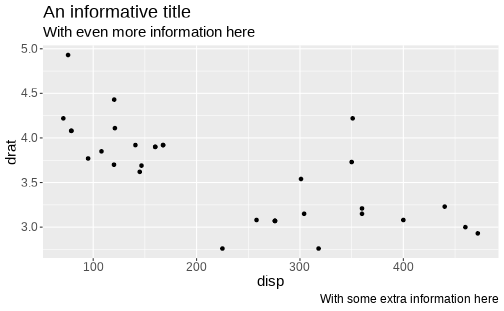 An informative title
With even more information here
5.0
4.5
4.0
3.5
3.0
drat
100 200 300 400
disp
With some extra information here